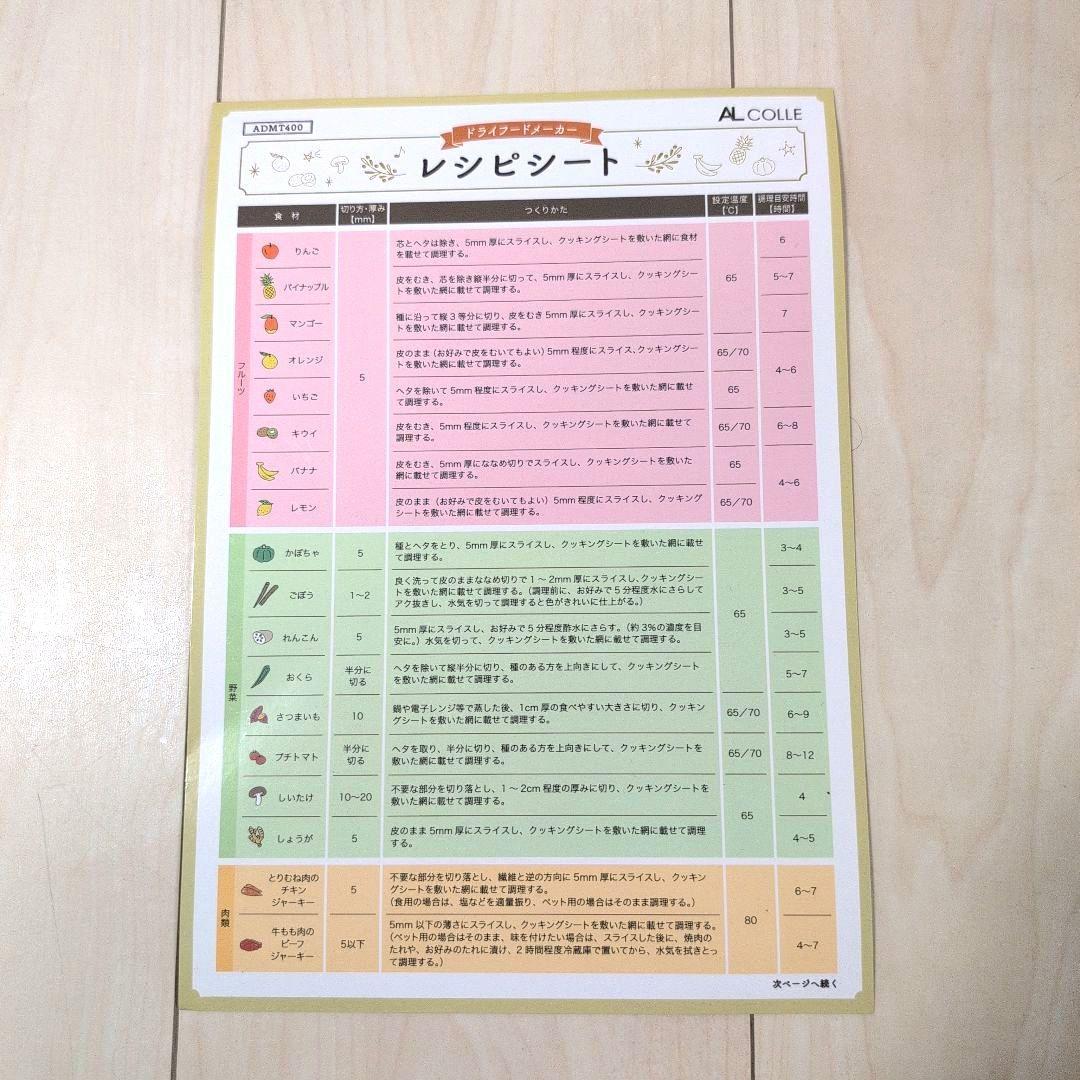 ADMT400
AL COLLE
ドライフードメーカー
レシピシート
食材
切り方・厚み
【mm】
つくりかた
設定温度
【℃】
調理目安時間
【時間】
フルーツ
りんご
5
芯とヘタは除き、5mm 厚にスライスし、クッキングシートを敷いた網に食材
を載せて調理する。
65
6
パイナップル
皮をむき、芯を除き縦半分に切って、5mm 厚にスライスし、クッキングシー
トを敷いた網に載せて調理する。
5〜7
マンゴー
種に沿って縦3等分に切り、皮をむき5mm 厚にスライスし、クッキングシー
トを敷いた網に載せて調理する。
7
オレンジ
皮のまま（お好みで皮をむいてもよい）5mm 程度にスライスし、クッキングシー
トを敷いた網に載せて調理する。
65／70
4〜6
いちご
ヘタを除いて5mm 程度にスライスし、クッキングシートを敷いた網に載せ
て調理する。
65
キウイ
皮をむき、5mm 程度にスライスし、クッキングシートを敷いた網に載せて
調理する。
65／70
6〜8
バナナ
皮をむき、5mm 厚にななめ切りでスライスし、クッキングシートを敷いた
網に載せて調理する。
65
4〜6
レモン
皮のまま（お好みで皮をむいてもよい）5mm 程度にスライスし、クッキング
シートを敷いた網に載せて調理する。
65／70
野菜
かぼちゃ
5
種とヘタをとり、5mm 厚にスライスし、クッキングシートを敷いた網に載せ
て調理する。
65
3〜4
ごぼう
1〜2
良く洗って皮のままななめ切りで1〜2mm 厚にスライスし、クッキングシー
トを敷いた網に載せて調理する。（調理前に、お好みで5分程度水にさらして
アク抜きし、水気を切って調理すると色がきれいに仕上がる。）
3〜5
れんこん
5
5mm 厚にスライスし、お好みで5分程度酢水にさらす。（約3％の濃度を目
安に。）水気を切って、クッキングシートを敷いた網に載せて調理する。
3〜5
おくら
半分に
切る
ヘタを除いて縦半分に切り、種のある方を上向きにして、クッキングシート
を敷いた網に載せて調理する。
5〜7
さつまいも
10
鍋や電子レンジ等で蒸した後、1cm 厚の食べやすい大きさに切り、クッキン
グシートを敷いた網に載せて調理する。
65／70
6〜9
プチトマト
半分に
切る
ヘタを取り、半分に切り、種のある方を上向きにして、クッキングシートを
敷いた網に載せて調理する。
65／70
8〜12
しいたけ
10〜20
不要な部分を切り落とし、1〜2cm 程度の厚みに切り、クッキングシートを
敷いた網に載せて調理する。
65
4
しょうが
5
皮のまま5mm 厚にスライスし、クッキングシートを敷いた網に載せて調理
する。
4〜5
肉類
とりむね肉の
チキン
ジャーキー
5
不要な部分を切り落とし、繊維と逆の方向に5mm 厚にスライスし、クッキン
グシートを敷いた網に載せて調理する。
（食用の場合は、塩などを適量振り、ペット用の場合はそのまま調理する。）
80
6〜7
牛もも肉の
ビーフ
ジャーキー
5以下
5mm 以下の薄さにスライスし、クッキングシートを敷いた網に載せて調理する。
（ペット用の場合はそのまま、味を付けたい場合は、スライスした後に、焼肉の
たれや、お好みのたれに漬け、2時間程度冷蔵庫で置いてから、水気を拭きとっ
て調理する。）
4〜7
次ページへ続く